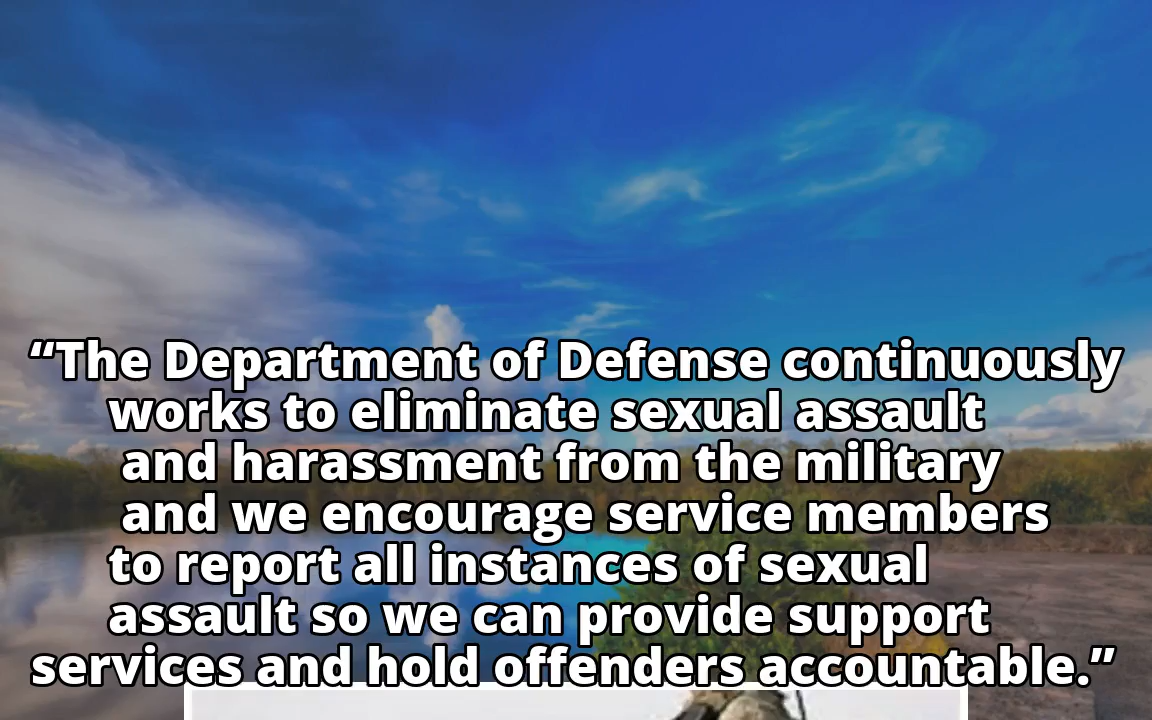 “The Department of Defense continuously
works to eliminate sexual assault
and harassment from the military
and we encourage service members
to report all instances of sexual
assault so we can provide support
services and hold offenders accountable.”